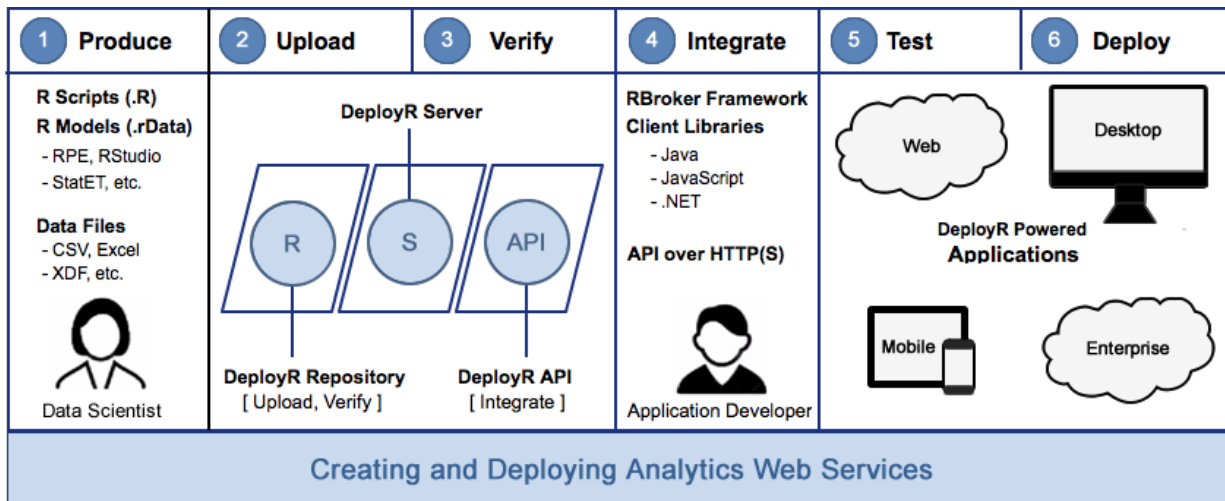 1 Produce
2 Upload
3 Verify
4 Integrate
5 Test
6 Deploy
R Scripts (.R)
R Models (.rData)
- RPE, RStudio
- StatET, etc.
Data Files
- CSV, Excel
- XDF, etc.
Data Scientist
DeployR Server
R
S
API
DeployR Repository
[ Upload, Verify ]
DeployR API
[ Integrate ]
RBroker Framework
Client Libraries
- Java
- JavaScript
- .NET
API over HTTP(S)
Application Developer
Web
Desktop
DeployR Powered
Applications
Mobile
Enterprise
Creating and Deploying Analytics Web Services